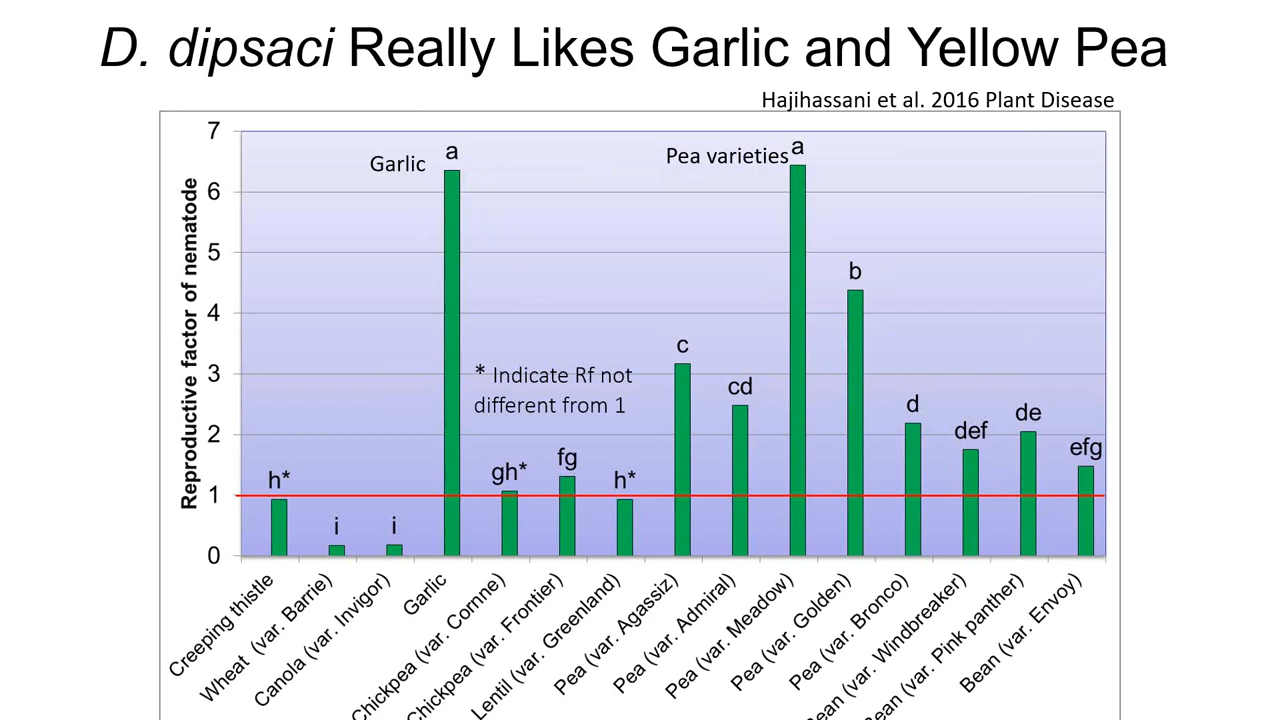 D. dipsaci Really Likes Garlic and Yellow Pea
Hajihassani et al. 2016 Plant Disease
Reproductive factor of nematode
7
6
5
4
3
2
1
0
Garlic
Pea varieties
* Indicate Rf not
different from 1
h*
i
i
a
gh*
fg
h*
c
cd
a
b
d
def
de
efg
Creeping thistle
Wheat (var. Barrie)
Canola (var. Invigor)
Garlic
Chickpea (var. Cornne)
Chickpea (var. Frontier)
Lentil (var. Greenland)
Pea (var. Agassiz)
Pea (var. Admiral)
Pea (var. Meadow)
Pea (var. Golden)
Pea (var. Bronco)
Bean (var. Windbreaker)
Bean (var. Pink panther)
Bean (var. Envoy)